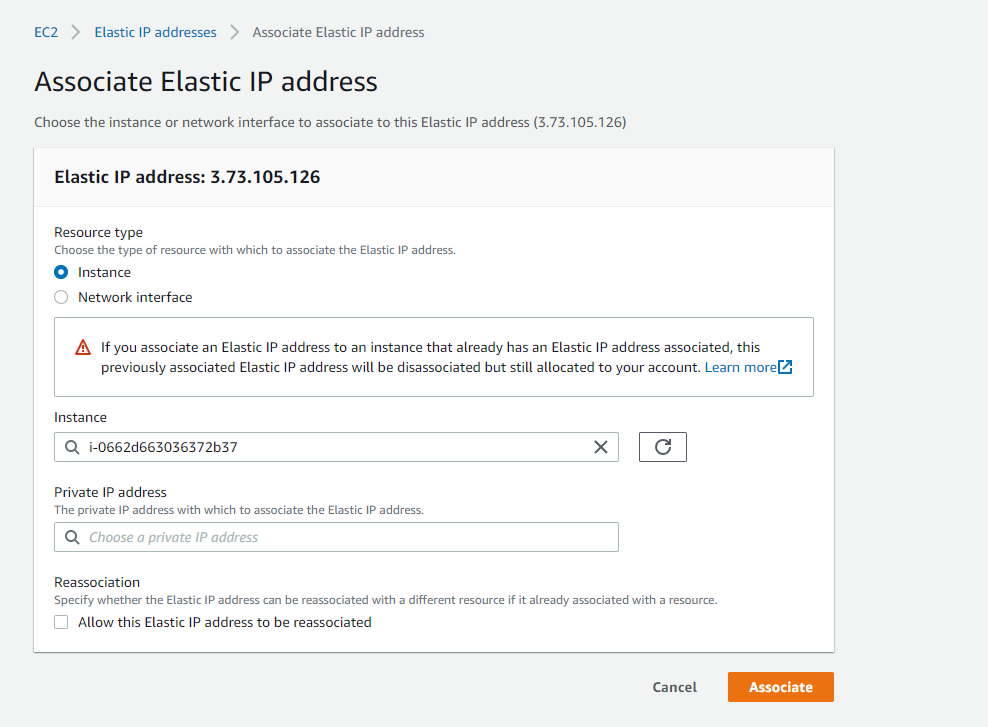 EC2 > Elastic IP addresses > Associate Elastic IP address
Associate Elastic IP address
Choose the instance or network interface to associate to this Elastic IP address (3.73.105.126)
Elastic IP address: 3.73.105.126
Resource type
Choose the type of resource with which to associate the Elastic IP address.
Instance
Network interface
If you associate an Elastic IP address to an instance that already has an Elastic IP address associated, this
previously associated Elastic IP address will be disassociated but still allocated to your account. Learn more
Instance
i-0662d663036372b37
Private IP address
The private IP address with which to associate the Elastic IP address.
Choose a private IP address
Reassociation
Specify whether the Elastic IP address can be reassociated with a different resource if it already associated with a resource.
Allow this Elastic IP address to be reassociated
Cancel
Associate